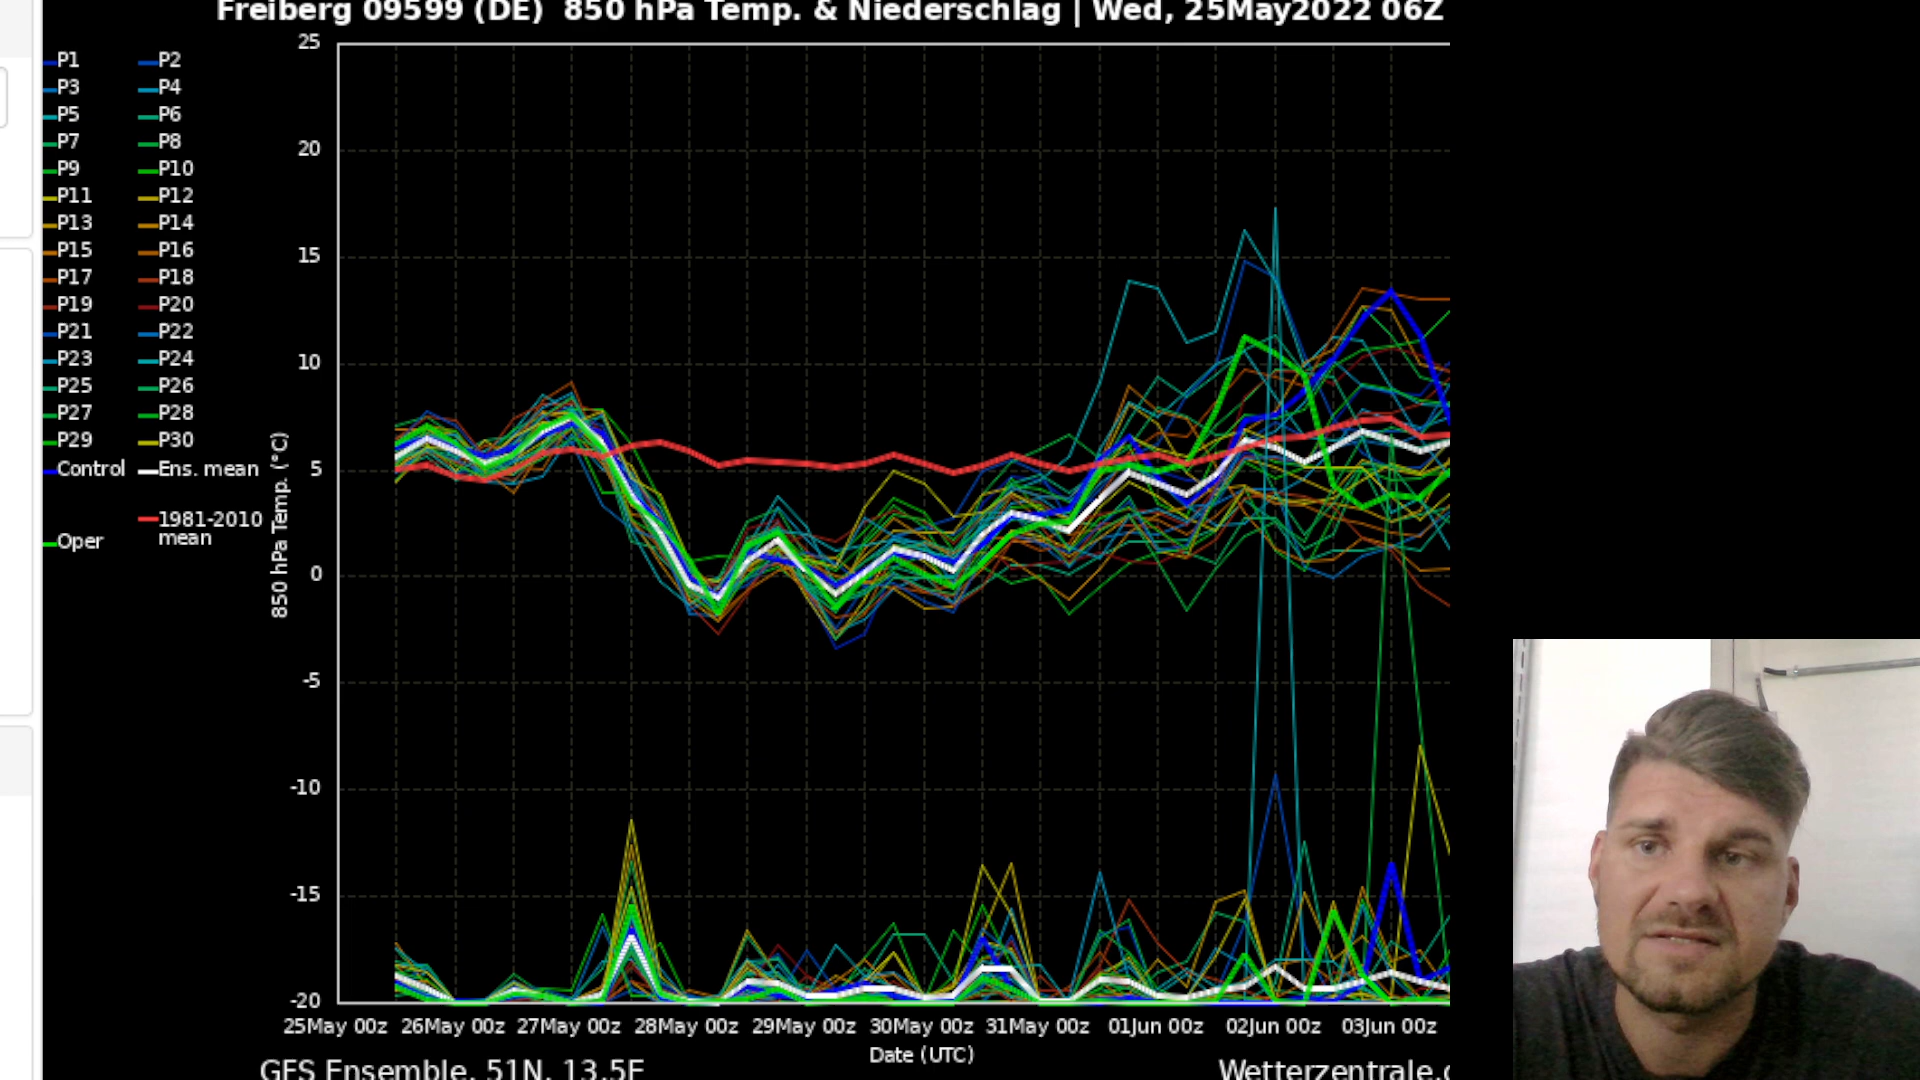 Freiberg 09599 (DE) 850 hPa Temp. & Niederschlag | Wed, 25May2022 06Z
25
20
15
10
5
0
-5
-10
-15
-20
850 hPa Temp. (°C)
P1 P2
P3 P4
P5 P6
P7 P8
P9 P10
P11 P12
P13 P14
P15 P16
P17 P18
P19 P20
P21 P22
P23 P24
P25 P26
P27 P28
P29 P30
Control Ens. mean
1981-2010
mean
Oper
25May 00z 26May 00z 27May 00z 28May 00z 29May 00z 30May 00z 31May 00z 01Jun 00z 02Jun 00z 03Jun 00z
Date (UTC)
GFS Ensemble, 51N, 13.5E
Wetterzentrale.